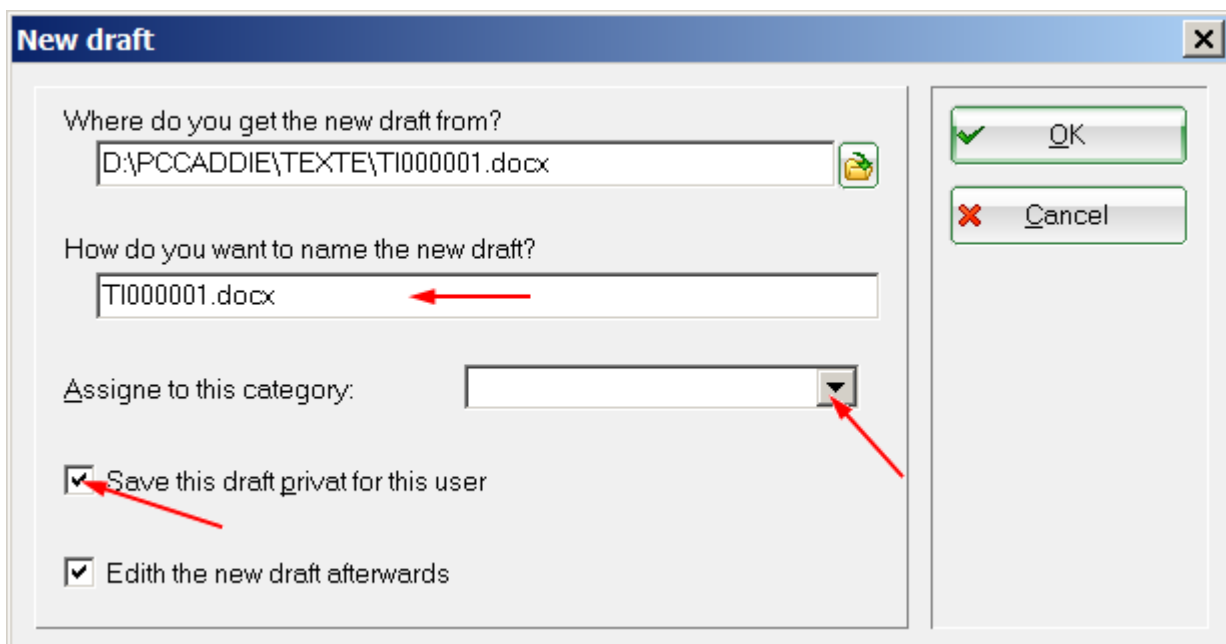 New draft
Where do you get the new draft from?
D:\PCCADDIE\TEXTE\TI000001.docx
How do you want to name the new draft?
TI000001.docx
Assigne to this category:
Save this draft privat for this user
Edith the new draft afterwards
OK
Cancel